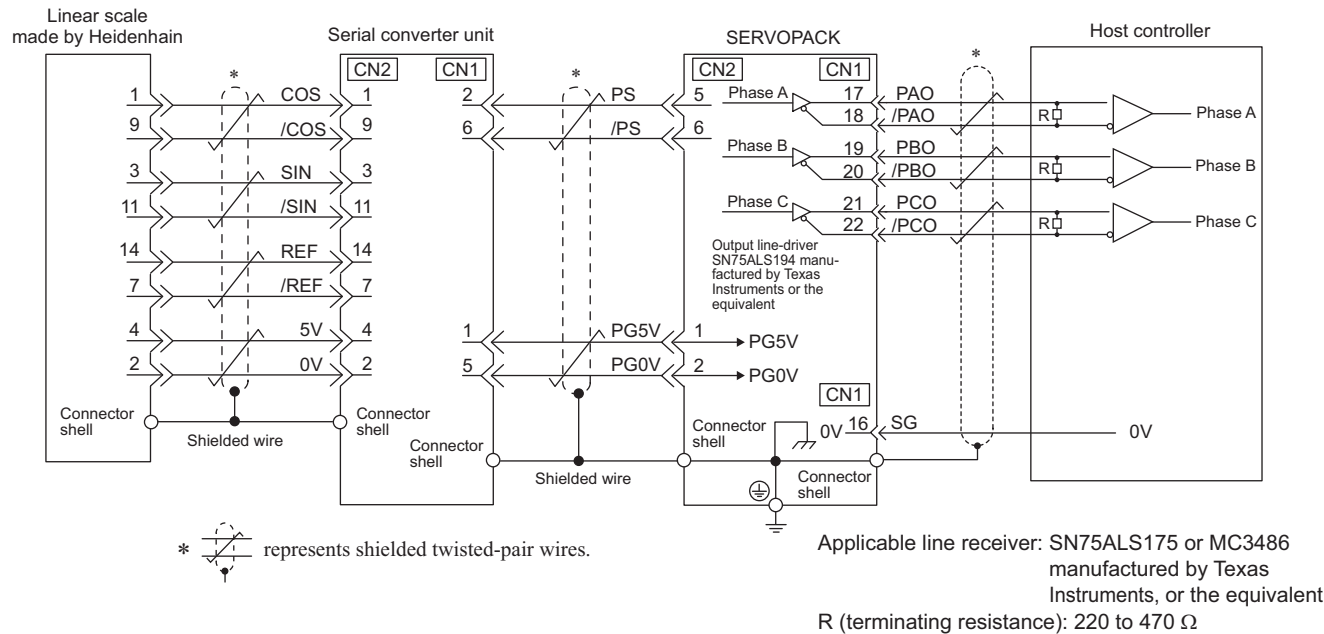 Linear scale
made by Heidenhain
Serial converter unit
SERVOPACK
Host controller
*
*
*
CN2
CN1
CN2
CN1
1
COS
1
2
PS
5
Phase A
17
PAO
R
Phase A
18
/PAO
9
/COS
9
6
/PS
6
Phase B
19
PBO
R
Phase B
20
/PBO
3
SIN
3
11
/SIN
11
Phase C
21
PCO
R
Phase C
22
/PCO
14
REF
14
7
/REF
7
Output line-driver
SN75ALS194 manu-
factured by Texas
Instruments or the
equivalent
4
5V
4
1
PG5V
1
PG5V
2
0V
2
5
PG0V
2
PG0V
CN1
Connector
shell
Shielded wire
Connector
shell
Connector
shell
Shielded wire
Connector
shell
0V
16
SG
0V
Connector
shell
* represents shielded twisted-pair wires.
Applicable line receiver: SN75ALS175 or MC3486
manufactured by Texas
Instruments, or the equivalent
R (terminating resistance): 220 to 470 Ω